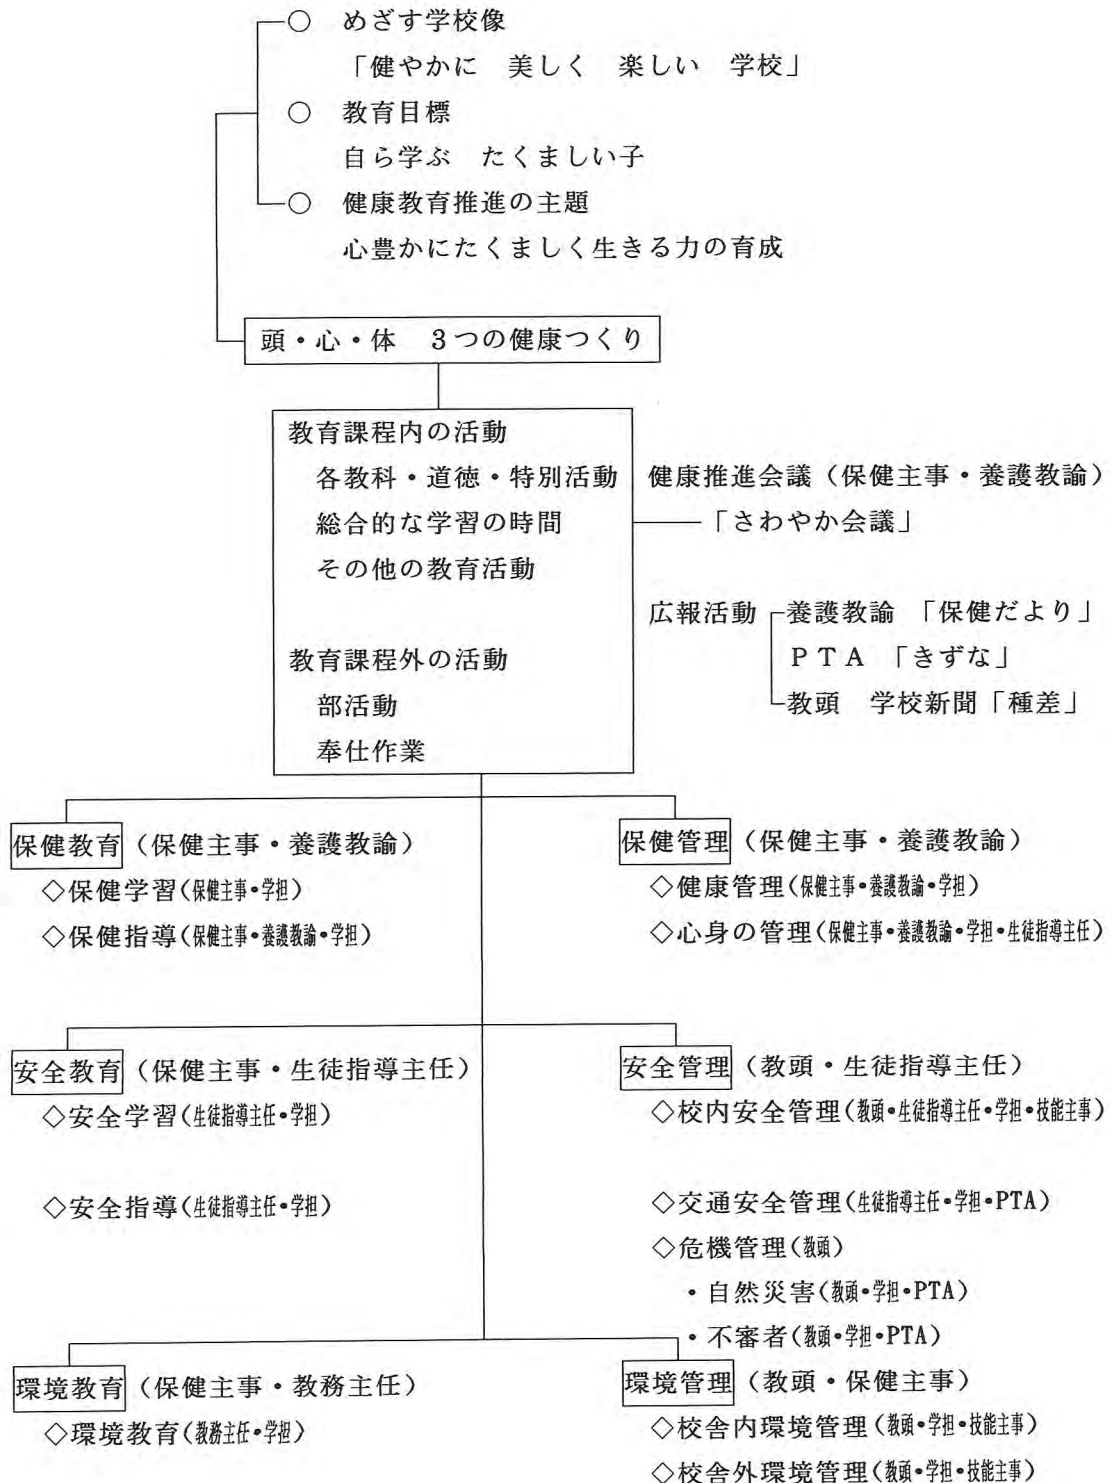 ○ めざす学校像
「健やかに 美しく 楽しい 学校」
○ 教育目標
自ら学ぶ たくましい子
○ 健康教育推進の主題
心豊かにたくましく生きる力の育成
頭・心・体 3つの健康つくり
教育課程内の活動
各教科・道徳・特別活動
総合的な学習の時間
その他の教育活動
教育課程外の活動
部活動
奉仕作業
健康推進会議(保健主事・養護教諭)
「さわやか会議」
広報活動 養護教諭 「保健だより」
PTA 「きずな」
教頭 学校新聞「種差」
保健教育(保健主事・養護教諭)
◇保健学習(保健主事・学担)
◇保健指導(保健主事・養護教諭・学担)
保健管理(保健主事・養護教諭)
◇健康管理(保健主事・養護教諭・学担)
◇心身の管理(保健主事・養護教諭・学担・生徒指導主任)
安全教育(保健主事・生徒指導主任)
◇安全学習(生徒指導主任・学担)
◇安全指導(生徒指導主任・学担)
安全管理(教頭・生徒指導主任)
◇校内安全管理(教頭・生徒指導主任・学担・技能主事)
◇交通安全管理(生徒指導主任・学担・PTA)
◇危機管理(教頭)
・自然災害(教頭・学担・PTA)
・不審者(教頭・学担・PTA)
環境教育(保健主事・教務主任)
◇環境教育(教務主任・学担)
環境管理(教頭・保健主事)
◇校舎内環境管理(教頭・学担・技能主事)
◇校舎外環境管理(教頭・学担・技能主事)